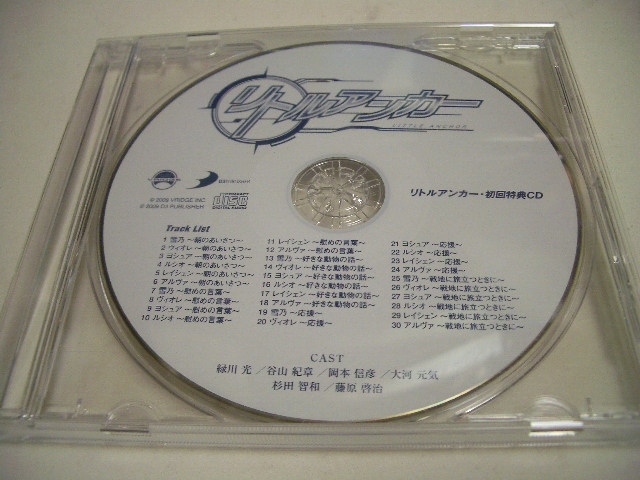 リトルアンカー
LITTLE ANCHOR
リトルアンカー・初回特典CD
COMPACT
disc
DIGITAL AUDIO
© 2009 VRIDGE INC.
© 2009 D3 PUBLISHER
Track List
1 雪乃 ～朝のあいさつ～
2 ヴィオレ ～朝のあいさつ～
3 ヨシュア ～朝のあいさつ～
4 ルシオ ～朝のあいさつ～
5 レイシェン ～朝のあいさつ～
6 アルヴァ ～朝のあいさつ～
7 雪乃 ～慰めの言葉～
8 ヴィオレ ～慰めの言葉～
9 ヨシュア ～慰めの言葉～
10 ルシオ ～慰めの言葉～
11 レイシェン ～慰めの言葉～
12 アルヴァ ～慰めの言葉～
13 雪乃 ～好きな動物の話～
14 ヴィオレ ～好きな動物の話～
15 ヨシュア ～好きな動物の話～
16 ルシオ ～好きな動物の話～
17 レイシェン ～好きな動物の話～
18 アルヴァ ～好きな動物の話～
19 雪乃 ～応援～
20 ヴィオレ ～応援～
21 ヨシュア ～応援～
22 ルシオ ～応援～
23 レイシェン ～応援～
24 アルヴァ ～応援～
25 雪乃 ～戦地に旅立つときに～
26 ヴィオレ ～戦地に旅立つときに～
27 ヨシュア ～戦地に旅立つときに～
28 ルシオ ～戦地に旅立つときに～
29 レイシェン ～戦地に旅立つときに～
30 アルヴァ ～戦地に旅立つときに～
CAST
緑川 光／谷山 紀章／岡本 信彦／大河 元気
杉田 智和／藤原 啓治